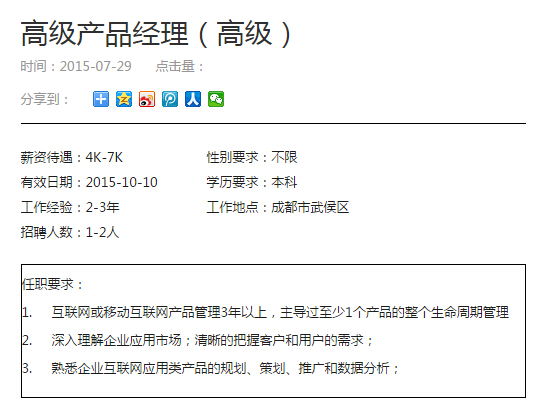 高级产品经理（高级）
时间：2015-07-29 点击量：
分享到：
薪资待遇：4K-7K 性别要求：不限
有效日期：2015-10-10 学历要求：本科
工作经验：2-3年 工作地点：成都市武侯区
招聘人数：1-2人
任职要求：
1. 互联网或移动互联网产品管理3年以上，主导过至少1个产品的整个生命周期管理
2. 深入理解企业应用市场；清晰的把握客户和用户的需求；
3. 熟悉企业互联网应用类产品的规划、策划、推广和数据分析；